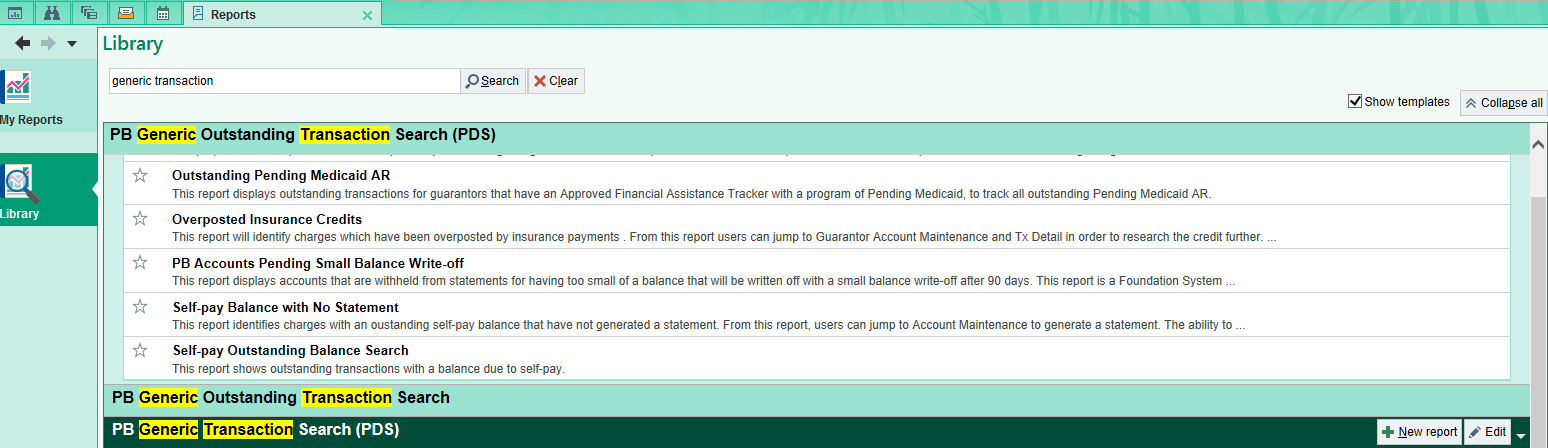 Reports
Library
generic transaction
Search
Clear
Show templates
Collapse all
My Reports
Library
PB Generic Outstanding Transaction Search (PDS)
Outstanding Pending Medicaid AR
This report displays outstanding transactions for guarantors that have an Approved Financial Assistance Tracker with a program of Pending Medicaid, to track all outstanding Pending Medicaid AR.
Overposted Insurance Credits
This report will identify charges which have been overposted by insurance payments . From this report users can jump to Guarantor Account Maintenance and Tx Detail in order to research the credit further. ...
PB Accounts Pending Small Balance Write-off
This report displays accounts that are withheld from statements for having too small of a balance that will be written off with a small balance write-off after 90 days. This report is a Foundation System ...
Self-pay Balance with No Statement
This report identifies charges with an oustanding self-pay balance that have not generated a statement. From this report, users can jump to Account Maintenance to generate a statement. The ability to ...
Self-pay Outstanding Balance Search
This report shows outstanding transactions with a balance due to self-pay.
PB Generic Outstanding Transaction Search
PB Generic Transaction Search (PDS)
New report
Edit